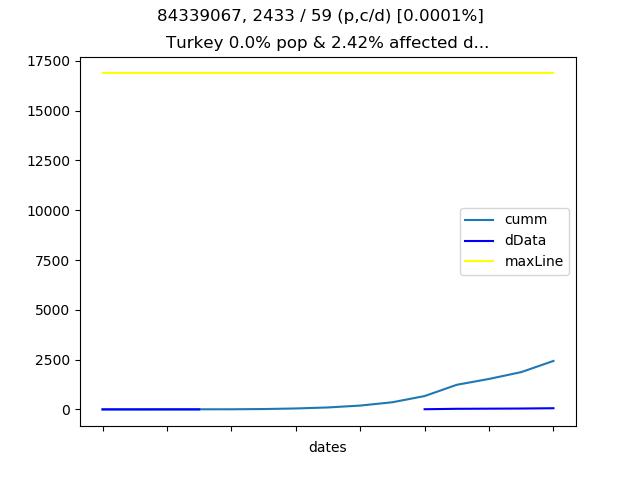 84339067, 2433 / 59 (p,c/d) [0.0001%]
Turkey 0.0% pop & 2.42% affected d...
17500
15000
12500
10000
7500
5000
2500
0
cumm
dData
maxLine
dates